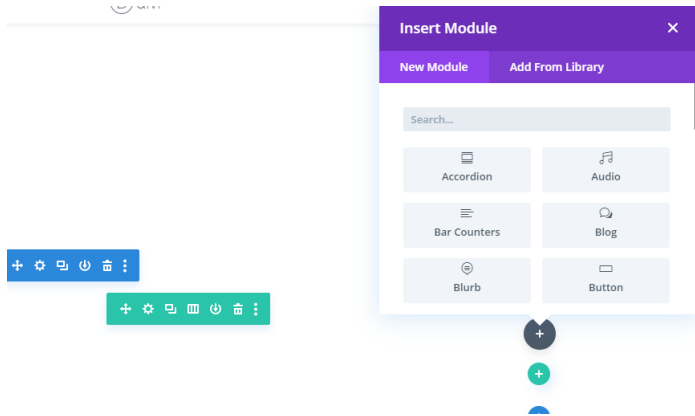 Insert Module
New Module Add From Library
Search...
Accordion Audio
Bar Counters Blog
Blurb Button